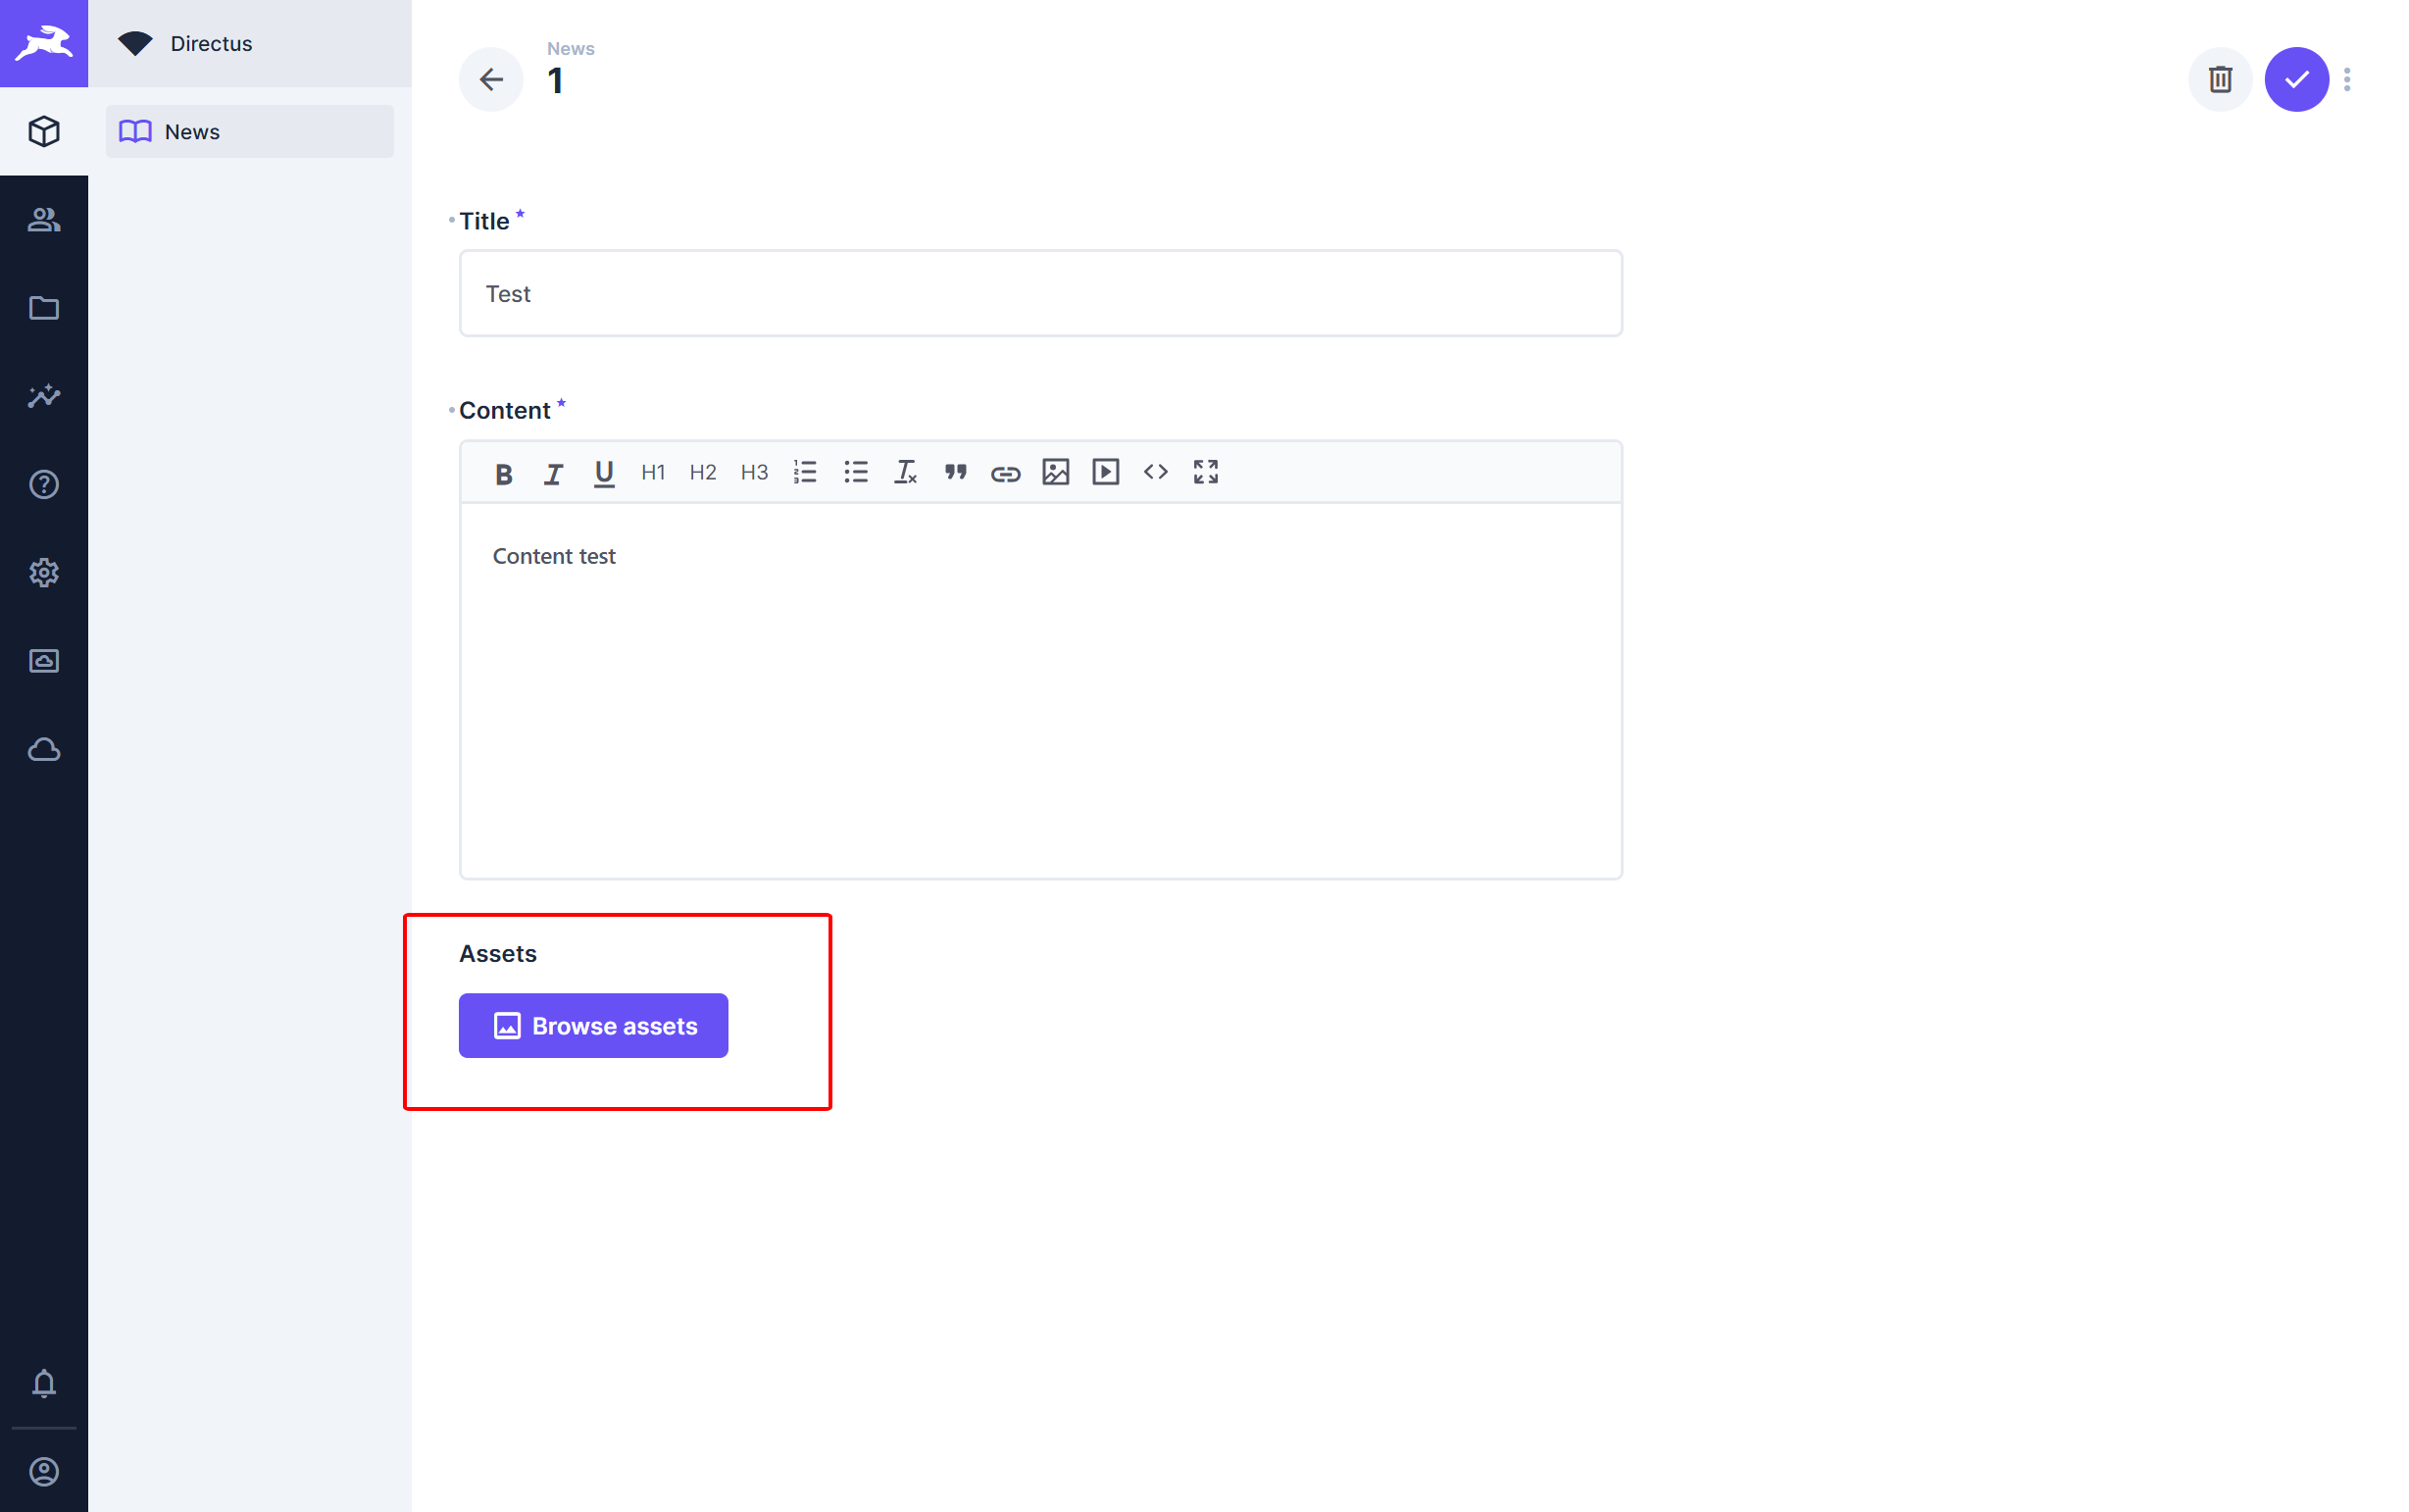 Directus
News
News
1
Title *
Test
Content *
B I U H1 H2 H3
Content test
Assets
Browse assets